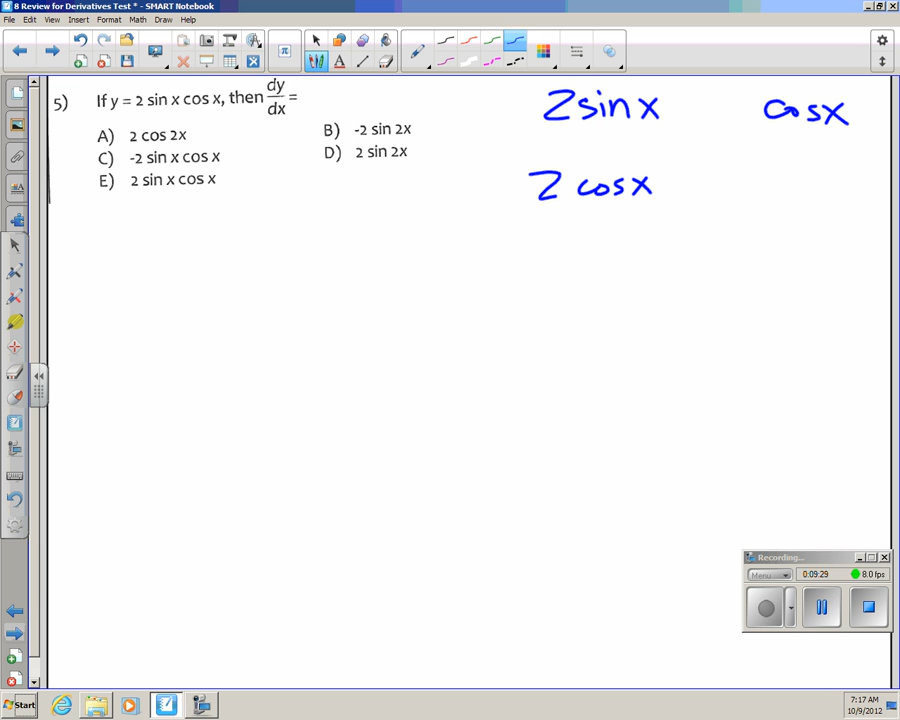 8 Review for Derivatives Test * - SMART Notebook
File Edit View Insert Format Math Draw Help
5) If y = 2 sin x cos x, then dy/dx =
A) 2 cos 2x
B) -2 sin 2x
C) -2 sin x cos x
D) 2 sin 2x
E) 2 sin x cos x
2 sin x cos x
2 cos x
Recording...
Menu 0:09:29 8.0 fps
Start
7:17 AM
10/9/2012